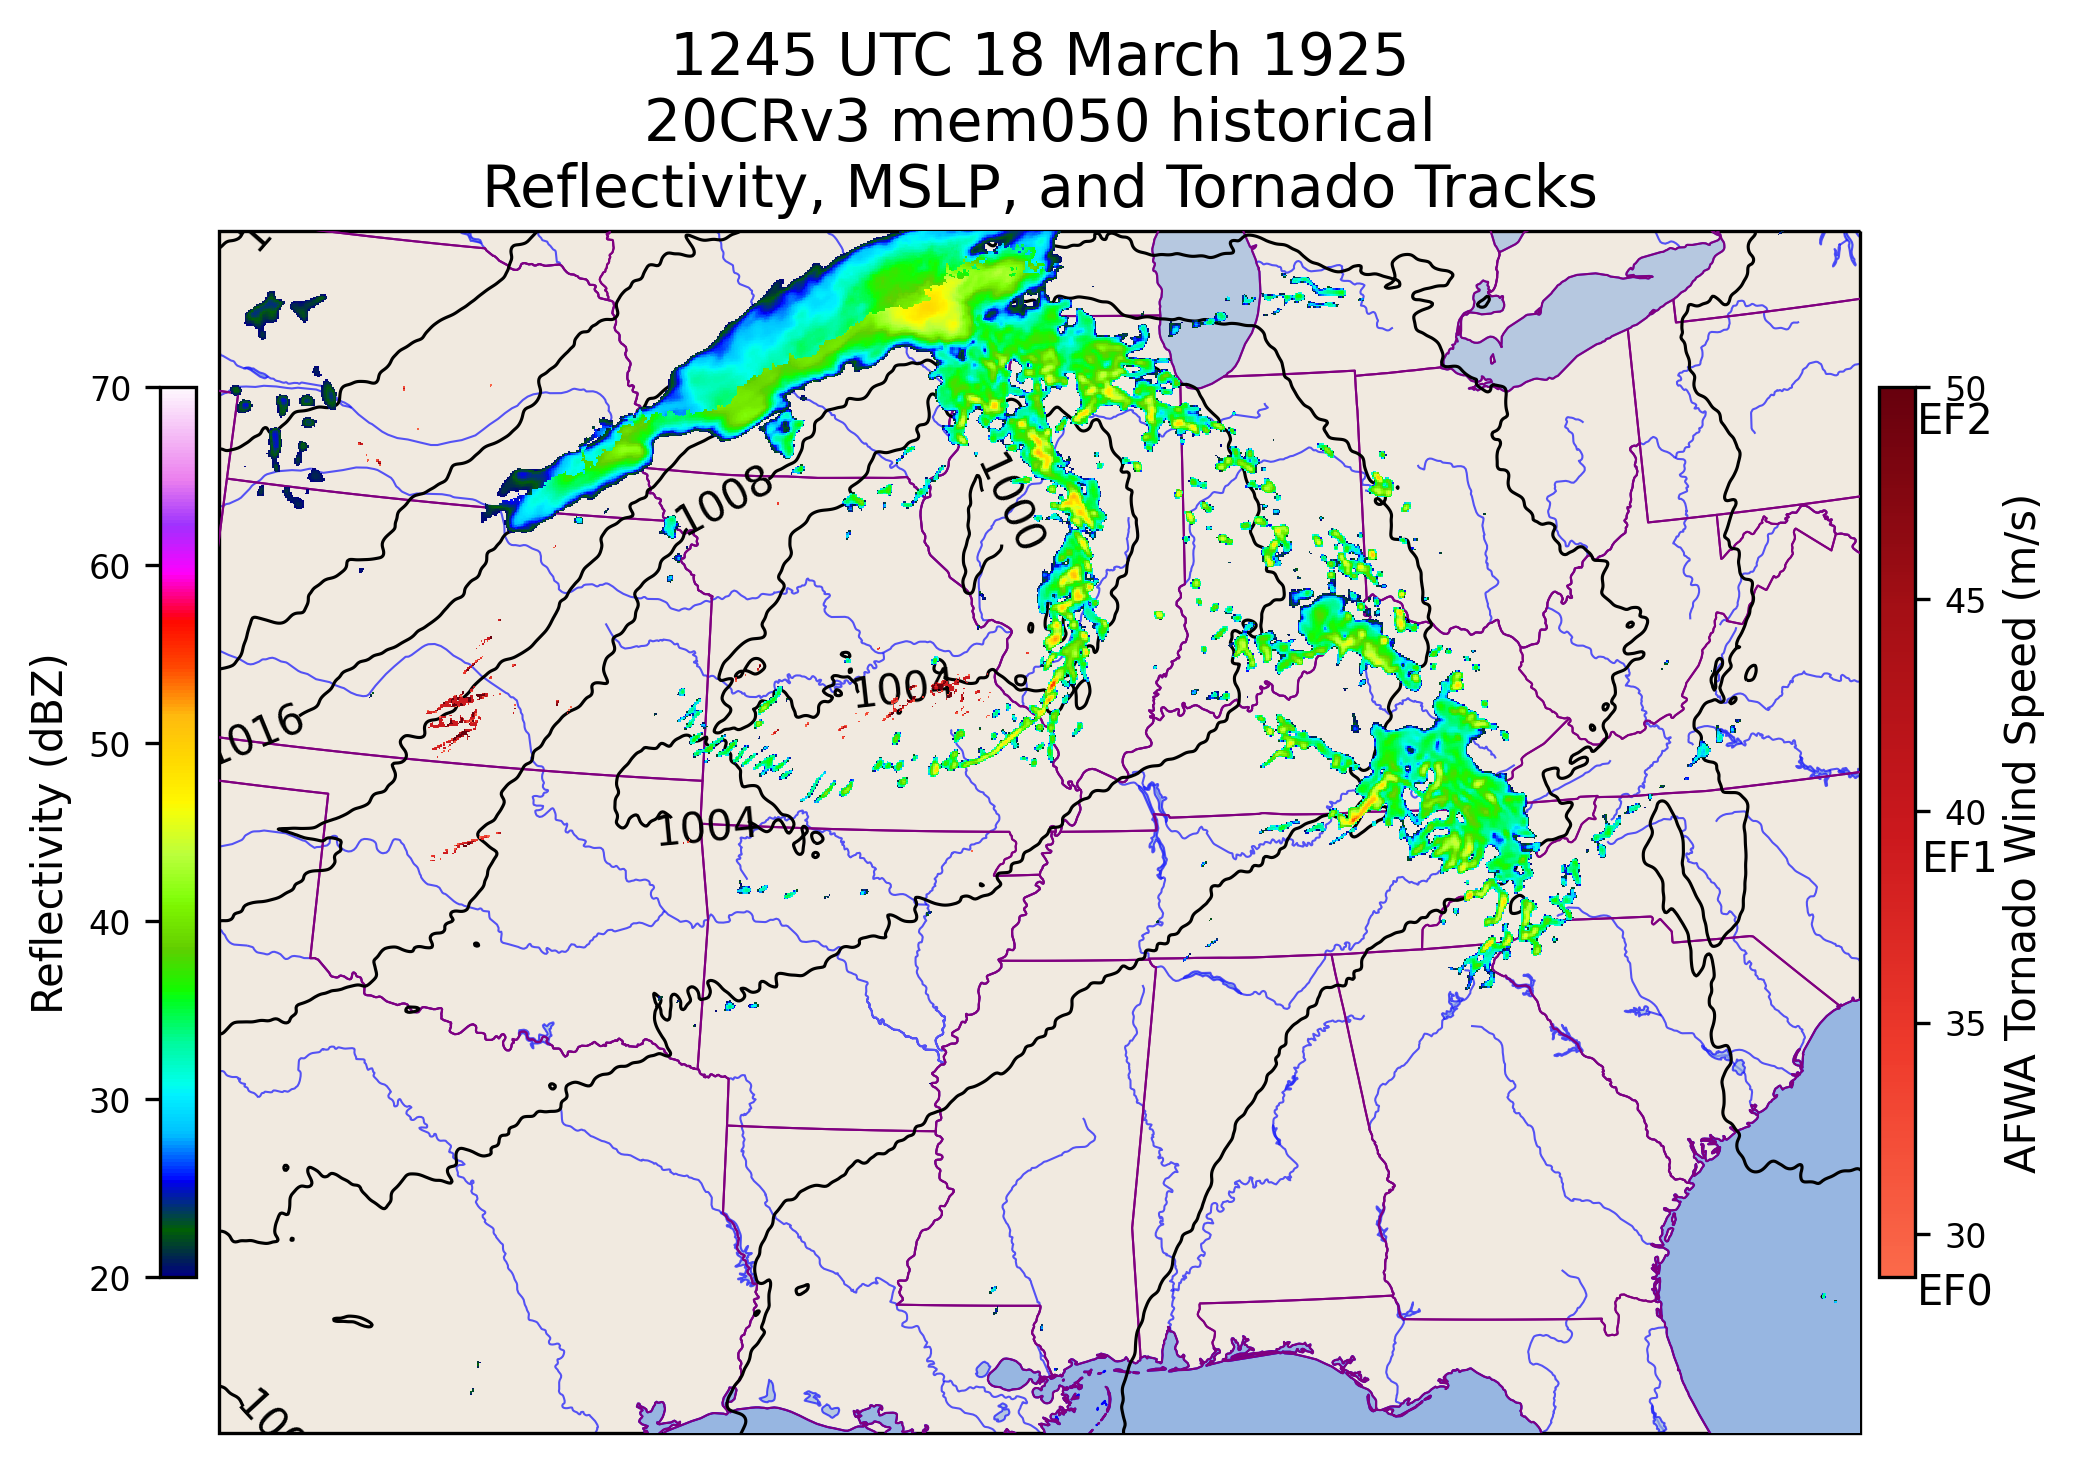 1245 UTC 18 March 1925
20CRv3 mem050 historical
Reflectivity, MSLP, and Tornado Tracks
Reflectivity (dBZ)
70
60
50
40
30
20
1
1008
1000
1004
1016
1004
100
50
EF2
45
40
EF1
35
30
EF0
AFWA Tornado Wind Speed (m/s)